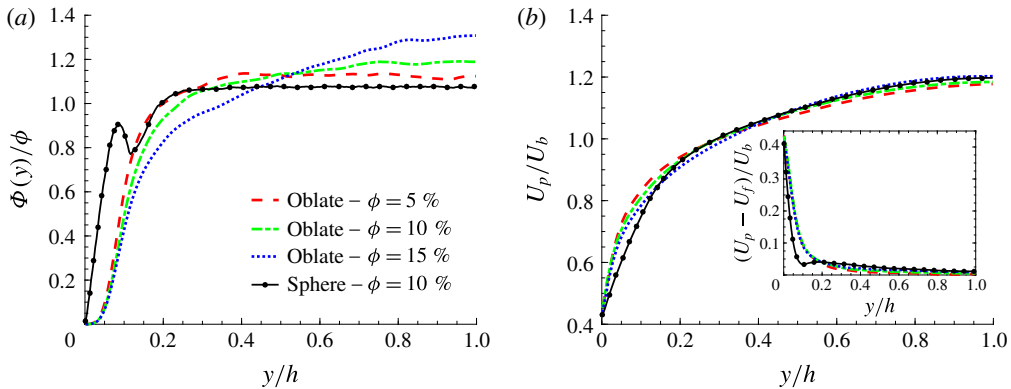 (a)
1.4
1.2
1.0
0.8
0.6
0.4
0.2
Φ(y)/ϕ
0
0.2
0.4
0.6
0.8
1.0
y/h
Oblate – ϕ = 5 %
Oblate – ϕ = 10 %
Oblate – ϕ = 15 %
Sphere – ϕ = 10 %
(b)
1.4
1.2
1.0
0.8
0.6
0.4
U_p/U_b
0
0.2
0.4
0.6
0.8
1.0
y/h
0.4
0.3
0.2
0.1
(U_p – U_f)/U_b
0
0.2
0.4
0.6
0.8
1.0
y/h